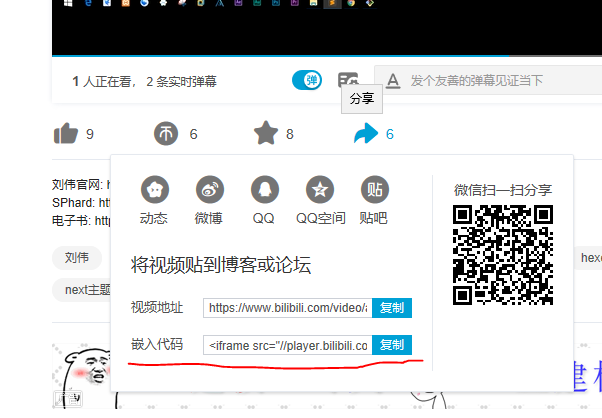 1 人正在看， 2 条实时弹幕
弹
A 发个友善的弹幕见证当下
分享
9 6 8 6
刘伟官网: h
SPhard: http
电子书: http
动态 微博 QQ QQ空间 贴吧
贴
微信扫一扫分享
刘伟
将视频贴到博客或论坛
hexo
next主题
视频地址 https://www.bilibili.com/video/a 复制
嵌入代码 <iframe src="//player.bilibili.co 复制
建